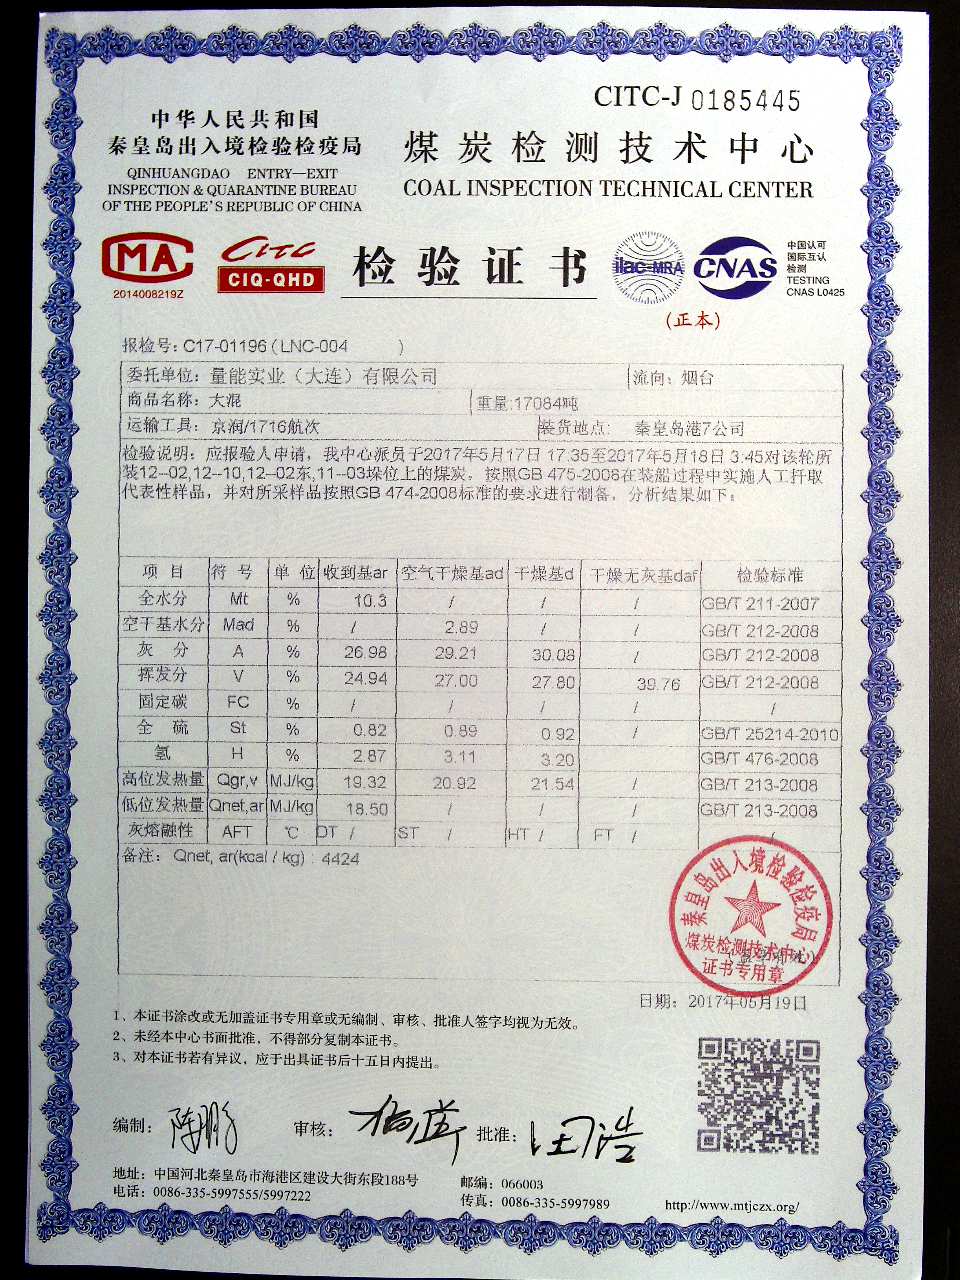 CITC-J 0185445
中华人民共和国
秦皇岛出入境检验检疫局
QINHUANGDAO ENTRY—EXIT
INSPECTION & QUARANTINE BUREAU
OF THE PEOPLE'S REPUBLIC OF CHINA
煤炭检测技术中心
COAL INSPECTION TECHNICAL CENTER
MA
2014008219Z
CITC
CIQ-QHD
检验证书
ilac-MRA
CNAS
中国认可
国际互认
检测
TESTING
CNAS L0425
(正本)
报检号: C17-01196 (LNC-004 )
委托单位: 量能实业（大连）有限公司 流向: 烟台
商品名称: 大混 重量:17084吨
运输工具: 京润/1716航次 装货地点: 秦皇岛港7公司
检验说明: 应报验人申请，我中心派员于2017年5月17日 17:35至2017年5月18日 3:45对该轮所
装12--02,12--10,12--02东,11--03垛位上的煤炭，按照GB 475-2008在装船过程中实施人工扦取
代表性样品，并对所采样品按照GB 474-2008标准的要求进行制备，分析结果如下:
项 目 符 号 单 位 收到基ar 空气干燥基ad 干燥基d 干燥无灰基daf 检验标准
全水分 Mt % 10.3 / / / GB/T 211-2007
空干基水分 Mad % / 2.89 / / GB/T 212-2008
灰 分 A % 26.98 29.21 30.08 / GB/T 212-2008
挥发分 V % 24.94 27.00 27.80 39.76 GB/T 212-2008
固定碳 FC % / / / / /
全 硫 St % 0.82 0.89 0.92 / GB/T 25214-2010
氢 H % 2.87 3.11 3.20 GB/T 476-2008
高位发热量 Qgr,v MJ/kg 19.32 20.92 21.54 / GB/T 213-2008
低位发热量 Qnet,ar MJ/kg 18.50 / / / GB/T 213-2008
灰熔融性 AFT ℃ DT / ST / HT / FT / /
备注: Qnet, ar(kcal / kg) : 4424
秦皇岛出入境检验检疫局
煤炭检测技术中心
证书专用章
日期: 2017年05月19日
1、本证书涂改或无加盖证书专用章或无编制、审核、批准人签字均视为无效。
2、未经本中心书面批准，不得部分复制本证书。
3、对本证书若有异议，应于出具证书后十五日内提出。
编制: 陈鹏 审核: 批准: 汪浩
地址: 中国河北秦皇岛市海港区建设大街东段188号 邮编: 066003
电话: 0086-335-5997555/5997222 传真: 0086-335-5997989 http://www.mtjczx.org/